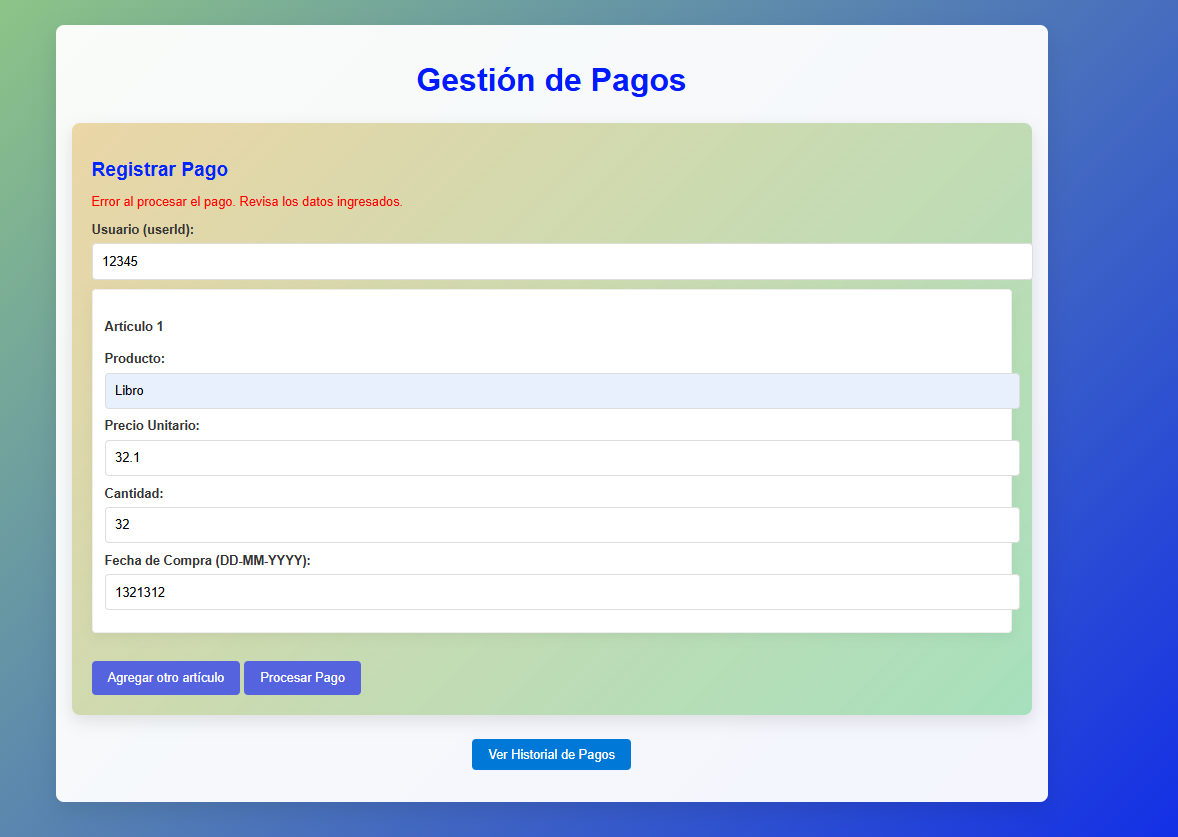 Gestión de Pagos
Registrar Pago
Error al procesar el pago. Revisa los datos ingresados.
Usuario (userId):
12345
Artículo 1
Producto:
Libro
Precio Unitario:
32.1
Cantidad:
32
Fecha de Compra (DD-MM-YYYY):
1321312
Agregar otro artículo Procesar Pago
Ver Historial de Pagos